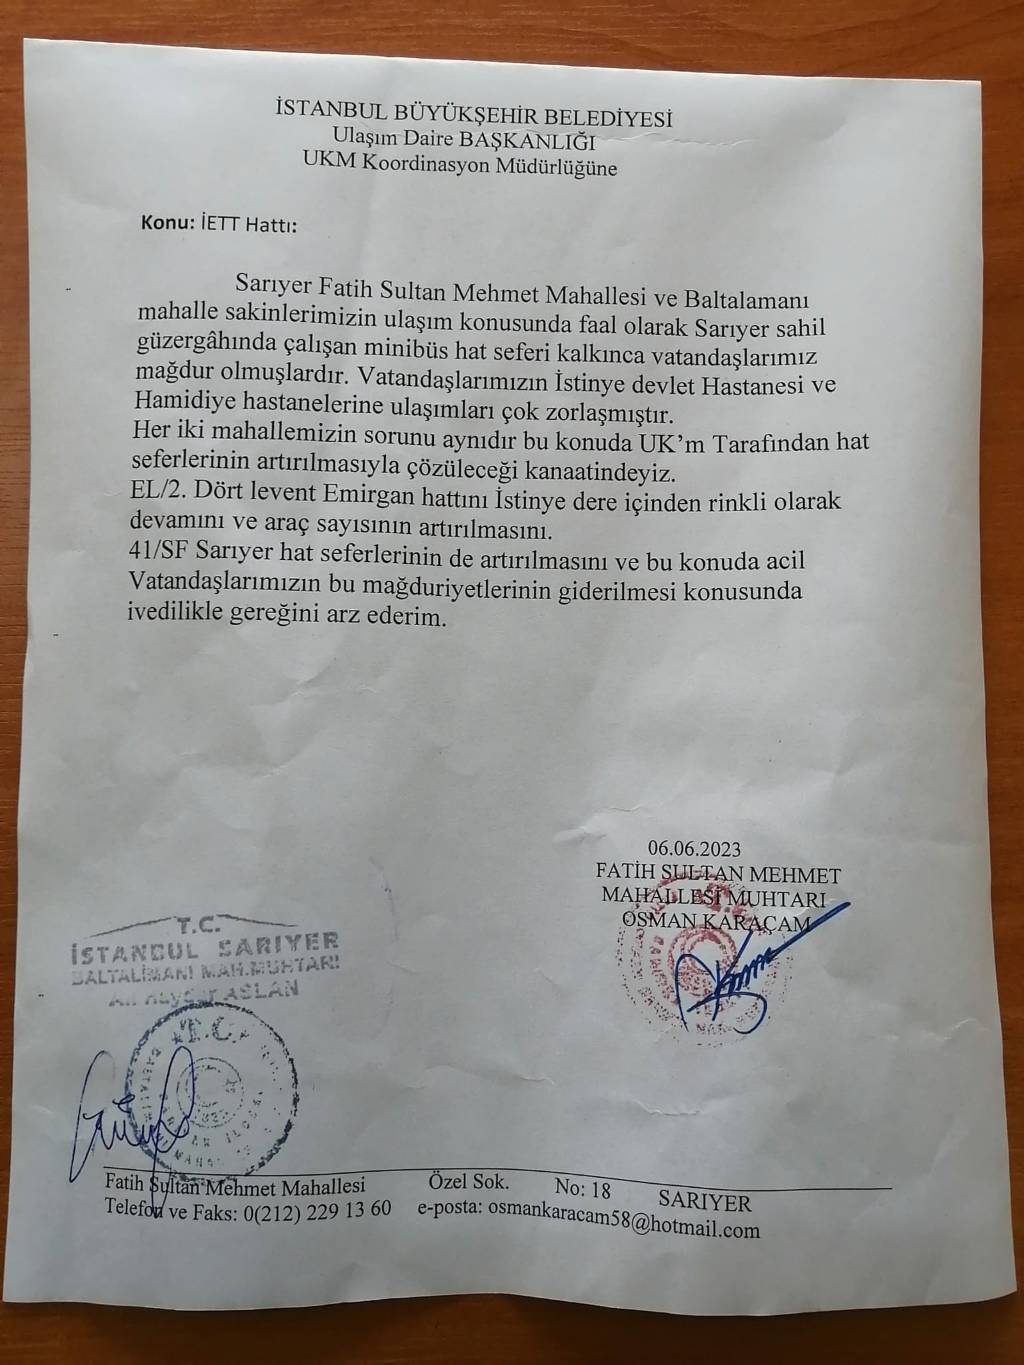 İSTANBUL BÜYÜKŞEHİR BELEDİYESİ
Ulaşım Daire BAŞKANLIĞI
UKM Koordinasyon Müdürlüğüne
Konu: İETT Hattı:
Sarıyer Fatih Sultan Mehmet Mahallesi ve Baltalamanı
mahalle sakinlerimizin ulaşım konusunda faal olarak Sarıyer sahil
güzergâhında çalışan minibüs hat seferi kalkınca vatandaşlarımız
mağdur olmuşlardır. Vatandaşlarımızın İstinye devlet Hastanesi ve
Hamidiye hastanelerine ulaşımları çok zorlaşmıştır.
Her iki mahallemizin sorunu aynıdır bu konuda UK’m Tarafından hat
seferlerinin artırılmasıyla çözüleceği kanaatindeyiz.
EL/2. Dört levent Emirgan hattını İstinye dere içinden rinkli olarak
devamını ve araç sayısının artırılmasını.
41/SF Sarıyer hat seferlerinin de artırılmasını ve bu konuda acil
Vatandaşlarımızın bu mağduriyetlerinin giderilmesi konusunda
ivedilikle gereğini arz ederim.
06.06.2023
FATİH SULTAN MEHMET
MAHALLESİ MUHTARI
OSMAN KARAÇAM
T.C.
İSTANBUL SARIYER
BALTALİMANI MAH.MUHTARI
Ali Haydar ASLAN
T.C.
Fatih Sultan Mehmet Mahallesi Özel Sok. No: 18 SARIYER
Telefon ve Faks: 0(212) 229 13 60 e-posta: osmankaracam58@hotmail.com